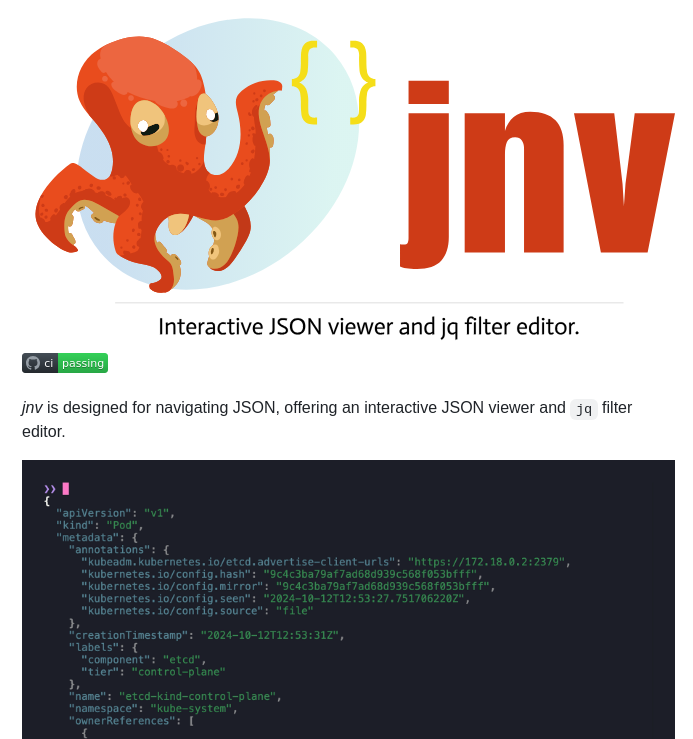 { }
jnv
Interactive JSON viewer and jq filter editor.
ci passing
jnv is designed for navigating JSON, offering an interactive JSON viewer and jq filter
editor.
❯❯
{
"apiVersion": "v1",
"kind": "Pod",
"metadata": {
"annotations": {
"kubeadm.kubernetes.io/etcd.advertise-client-urls": "https://172.18.0.2:2379",
"kubernetes.io/config.hash": "9c4c3ba79af7ad68d939c568f053bfff",
"kubernetes.io/config.mirror": "9c4c3ba79af7ad68d939c568f053bfff",
"kubernetes.io/config.seen": "2024-10-12T12:53:27.751706220Z",
"kubernetes.io/config.source": "file"
},
"creationTimestamp": "2024-10-12T12:53:31Z",
"labels": {
"component": "etcd",
"tier": "control-plane"
},
"name": "etcd-kind-control-plane",
"namespace": "kube-system",
"ownerReferences": [
{